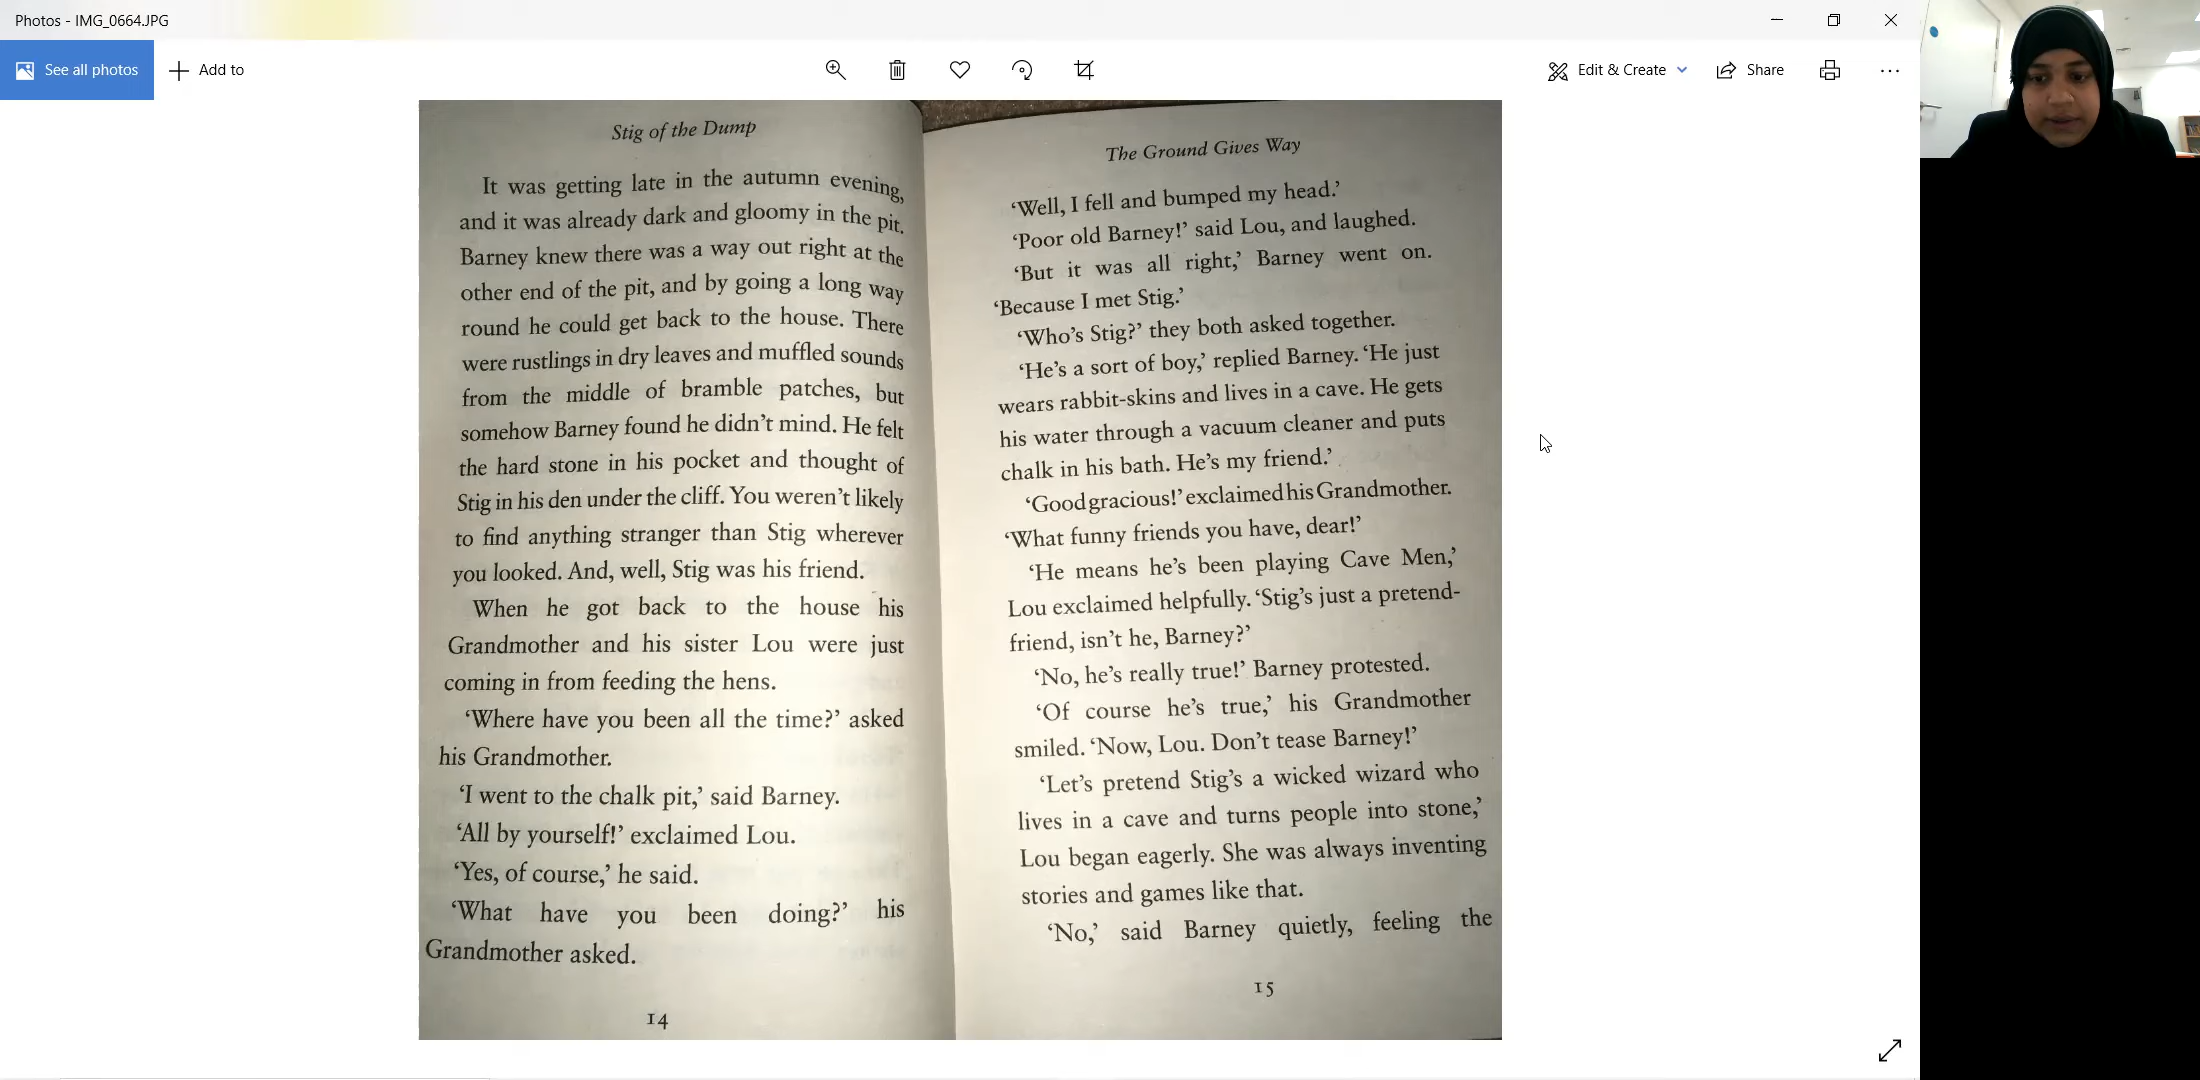 Photos - IMG_0664.JPG
See all photos
Add to
Edit & Create
Share
Stig of the Dump
It was getting late in the autumn evening,
and it was already dark and gloomy in the pit.
Barney knew there was a way out right at the
other end of the pit, and by going a long way
round he could get back to the house. There
were rustlings in dry leaves and muffled sounds
from the middle of bramble patches, but
somehow Barney found he didn't mind. He felt
the hard stone in his pocket and thought of
Stig in his den under the cliff. You weren't likely
to find anything stranger than Stig wherever
you looked. And, well, Stig was his friend.
When he got back to the house his
Grandmother and his sister Lou were just
coming in from feeding the hens.
‘Where have you been all the time?’ asked
his Grandmother.
‘I went to the chalk pit,’ said Barney.
‘All by yourself!’ exclaimed Lou.
‘Yes, of course,’ he said.
‘What have you been doing?’ his
Grandmother asked.
14
The Ground Gives Way
‘Well, I fell and bumped my head.’
‘Poor old Barney!’ said Lou, and laughed.
‘But it was all right,’ Barney went on.
‘Because I met Stig.’
‘Who's Stig?’ they both asked together.
‘He's a sort of boy,’ replied Barney. ‘He just
wears rabbit-skins and lives in a cave. He gets
his water through a vacuum cleaner and puts
chalk in his bath. He's my friend.’
‘Good gracious!’ exclaimed his Grandmother.
‘What funny friends you have, dear!’
‘He means he's been playing Cave Men,’
Lou exclaimed helpfully. ‘Stig's just a pretend-
friend, isn't he, Barney?’
‘No, he's really true!’ Barney protested.
‘Of course he's true,’ his Grandmother
smiled. ‘Now, Lou. Don't tease Barney!’
‘Let's pretend Stig's a wicked wizard who
lives in a cave and turns people into stone,’
Lou began eagerly. She was always inventing
stories and games like that.
‘No,’ said Barney quietly, feeling the
15